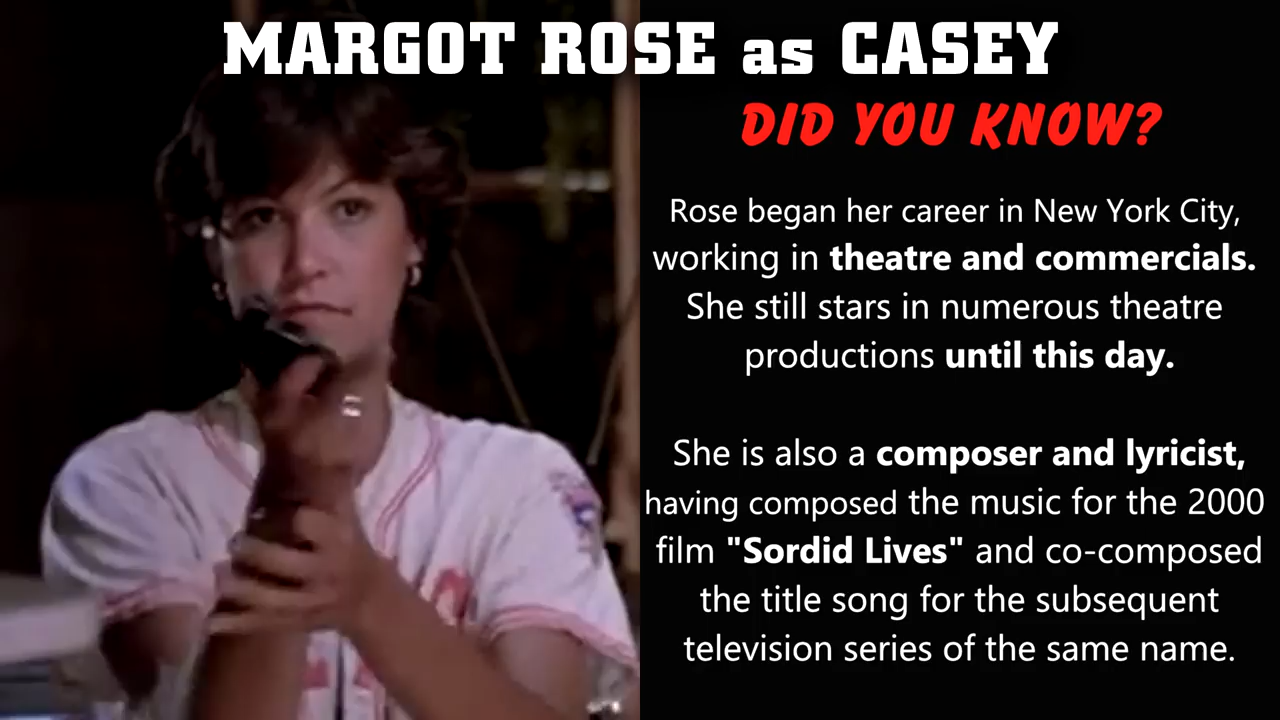 MARGOT ROSE as CASEY
DID YOU KNOW?
Rose began her career in New York City,
working in theatre and commercials.
She still stars in numerous theatre
productions until this day.
She is also a composer and lyricist,
having composed the music for the 2000
film "Sordid Lives" and co-composed
the title song for the subsequent
television series of the same name.